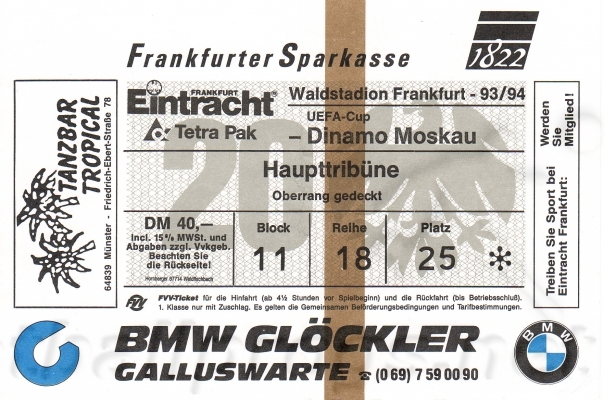 Frankfurter Sparkasse
1822
TANZBAR
TROPICAL
64839 Münster - Friedrich-Ebert-Straße 78
FRANKFURT
Eintracht
Waldstadion Frankfurt - 93/94
UEFA-Cup
Tetra Pak
– Dinamo Moskau
20
Haupttribüne
Oberrang gedeckt
DM 40,—
Incl. 15% MWSt. und
Abgaben zzgl. Vvkgeb.
Beachten Sie
die Rückseite!
Block
11
Reihe
18
Platz
25
Werden
Sie
Mitglied!
Treiben Sie Sport bei
Eintracht Frankfurt:
FVV-Ticket für die Hinfahrt (ab 4½ Stunden vor Spielbeginn) und die Rückfahrt (bis Betriebsschluß).
1. Klasse nur mit Zuschlag. Es gelten die Gemeinsamen Beförderungsbedingungen und Tarifbestimmungen.
BMW GLÖCKLER
GALLUSWARTE ☎ (0 69) 7 59 00 90
BMW